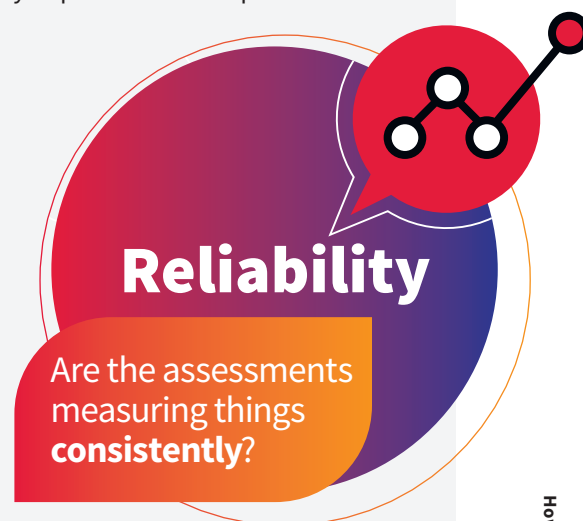 Reliability
Are the assessments
measuring things
consistently?